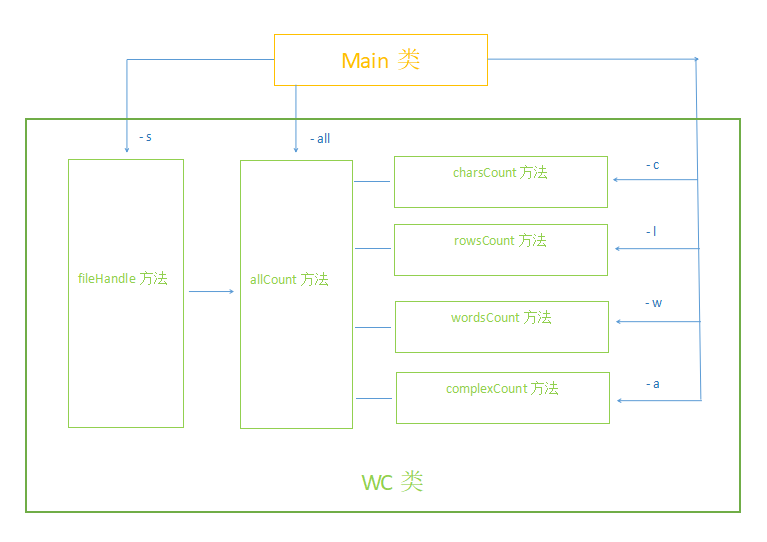 Main 类
- s
- all
charsCount 方法
- c
rowsCount 方法
- l
fileHandle 方法
allCount 方法
wordsCount 方法
- w
complexCount 方法
- a
WC 类